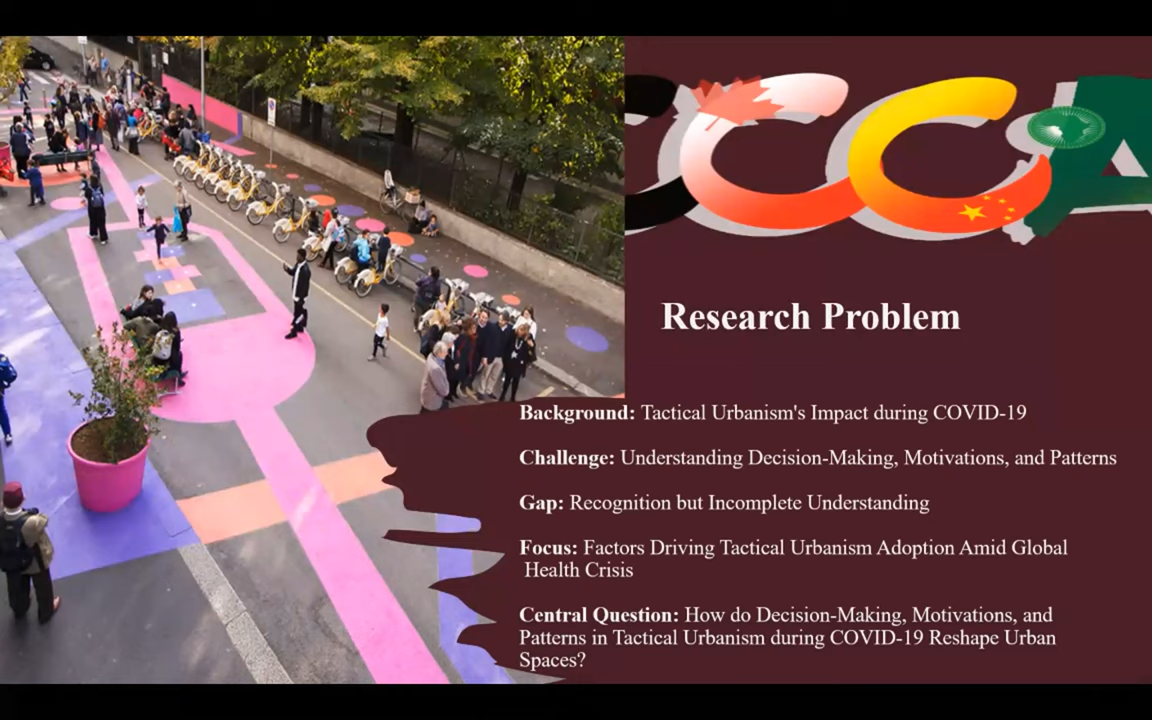 CCCA
Research Problem
Background: Tactical Urbanism's Impact during COVID-19
Challenge: Understanding Decision-Making, Motivations, and Patterns
Gap: Recognition but Incomplete Understanding
Focus: Factors Driving Tactical Urbanism Adoption Amid Global
Health Crisis
Central Question: How do Decision-Making, Motivations, and
Patterns in Tactical Urbanism during COVID-19 Reshape Urban
Spaces?